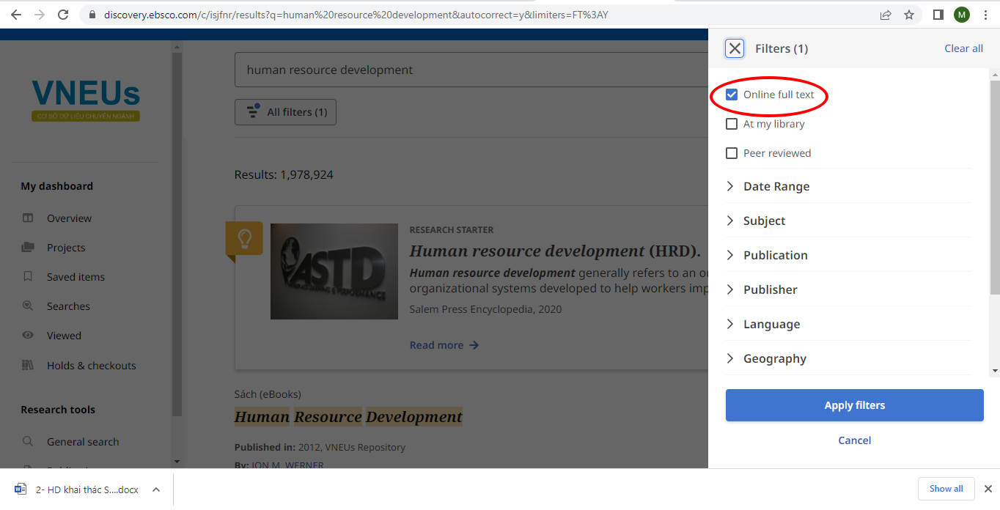 discovery.ebsco.com/c/isjfnr/results?q=human%20resource%20development&autocorrect=y&limiters=FT%3AY
M
VNEUs
CƠ SỞ DỮ LIỆU CHUYÊN NGÀNH
My dashboard
Overview
Projects
Saved items
Searches
Viewed
Holds & checkouts
Research tools
General search
human resource development
All filters (1)
Results: 1,978,924
ASTD
RESEARCH STARTER
Human resource development (HRD).
Human resource development generally refers to an
organizational systems developed to help workers
Salem Press Encyclopedia, 2020
Read more
Sách (eBooks)
Human Resource Development
Published in: 2012, VNEUs Repository
By: JON M. WERNER
Filters (1)
Clear all
Online full text
At my library
Peer reviewed
Date Range
Subject
Publication
Publisher
Language
Geography
Apply filters
Cancel
2- HD khai thác S....docx
Show all